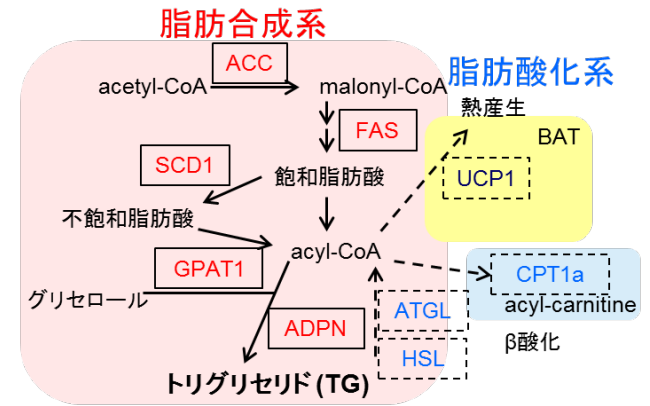 脂肪合成系
脂肪酸化系
ACC
acetyl-CoA
malonyl-CoA
熱産生
BAT
FAS
SCD1
飽和脂肪酸
UCP1
不飽和脂肪酸
acyl-CoA
GPAT1
CPT1a
グリセロール
ATGL
acyl-carnitine
ADPN
HSL
β酸化
トリグリセリド(TG)